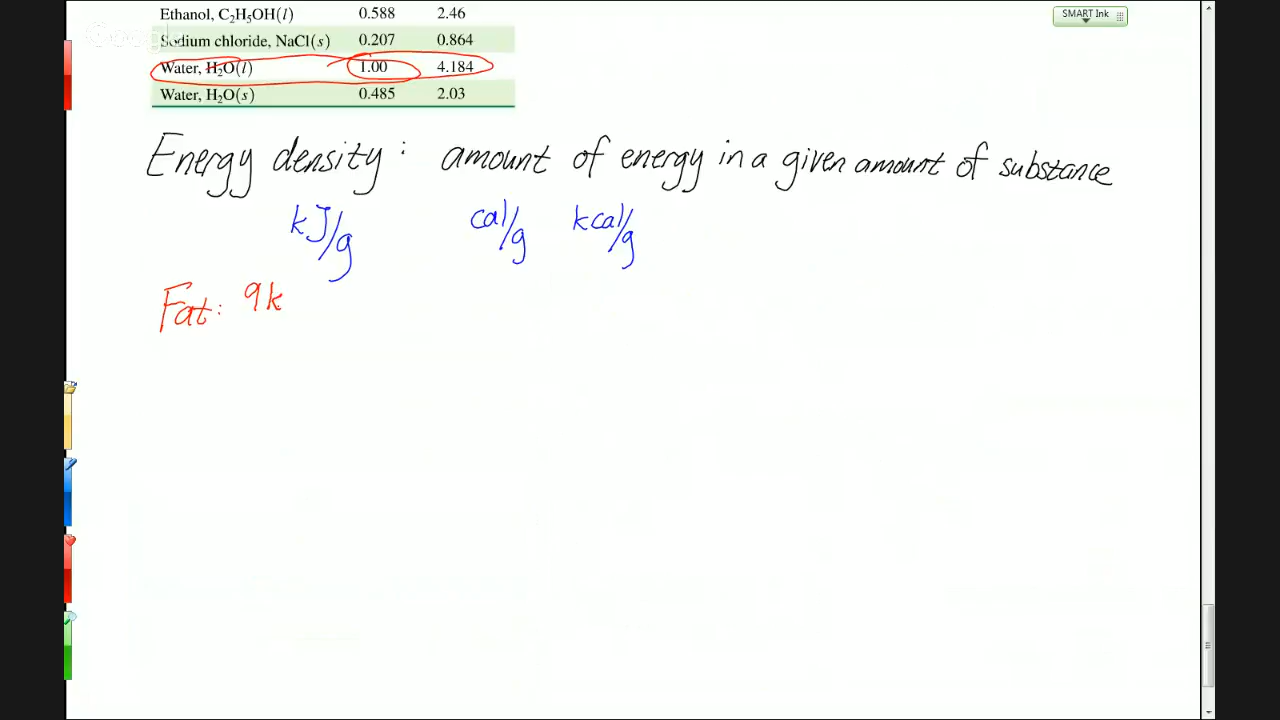 Ethanol, C₂H₅OH(l) 0.588 2.46
SMART Ink
Google
Sodium chloride, NaCl(s) 0.207 0.864
Water, H₂O(l) 1.00 4.184
Water, H₂O(s) 0.485 2.03
Energy density: amount of energy in a given amount of substance
kJ/g cal/g kcal/g
Fat: 9k